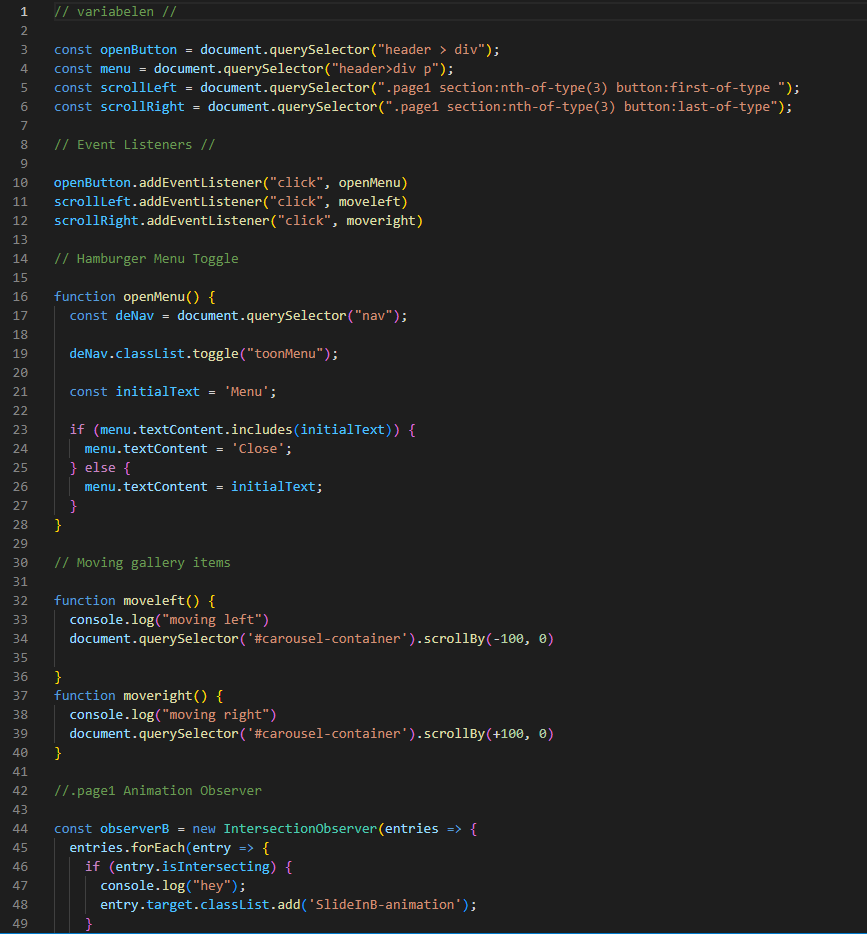 1 // variabelen //
2
3 const openButton = document.querySelector("header > div");
4 const menu = document.querySelector("header>div p");
5 const scrollLeft = document.querySelector(".page1 section:nth-of-type(3) button:first-of-type ");
6 const scrollRight = document.querySelector(".page1 section:nth-of-type(3) button:last-of-type");
7
8 // Event Listeners //
9
10 openButton.addEventListener("click", openMenu)
11 scrollLeft.addEventListener("click", moveleft)
12 scrollRight.addEventListener("click", moveright)
13
14 // Hamburger Menu Toggle
15
16 function openMenu() {
17   const deNav = document.querySelector("nav");
18
19   deNav.classList.toggle("toonMenu");
20
21   const initialText = 'Menu';
22
23   if (menu.textContent.includes(initialText)) {
24     menu.textContent = 'Close';
25   } else {
26     menu.textContent = initialText;
27   }
28 }
29
30 // Moving gallery items
31
32 function moveleft() {
33   console.log("moving left")
34   document.querySelector('#carousel-container').scrollBy(-100, 0)
35
36 }
37 function moveright() {
38   console.log("moving right")
39   document.querySelector('#carousel-container').scrollBy(+100, 0)
40 }
41
42 //.page1 Animation Observer
43
44 const observerB = new IntersectionObserver(entries => {
45   entries.forEach(entry => {
46     if (entry.isIntersecting) {
47       console.log("hey");
48       entry.target.classList.add('SlideInB-animation');
49     }